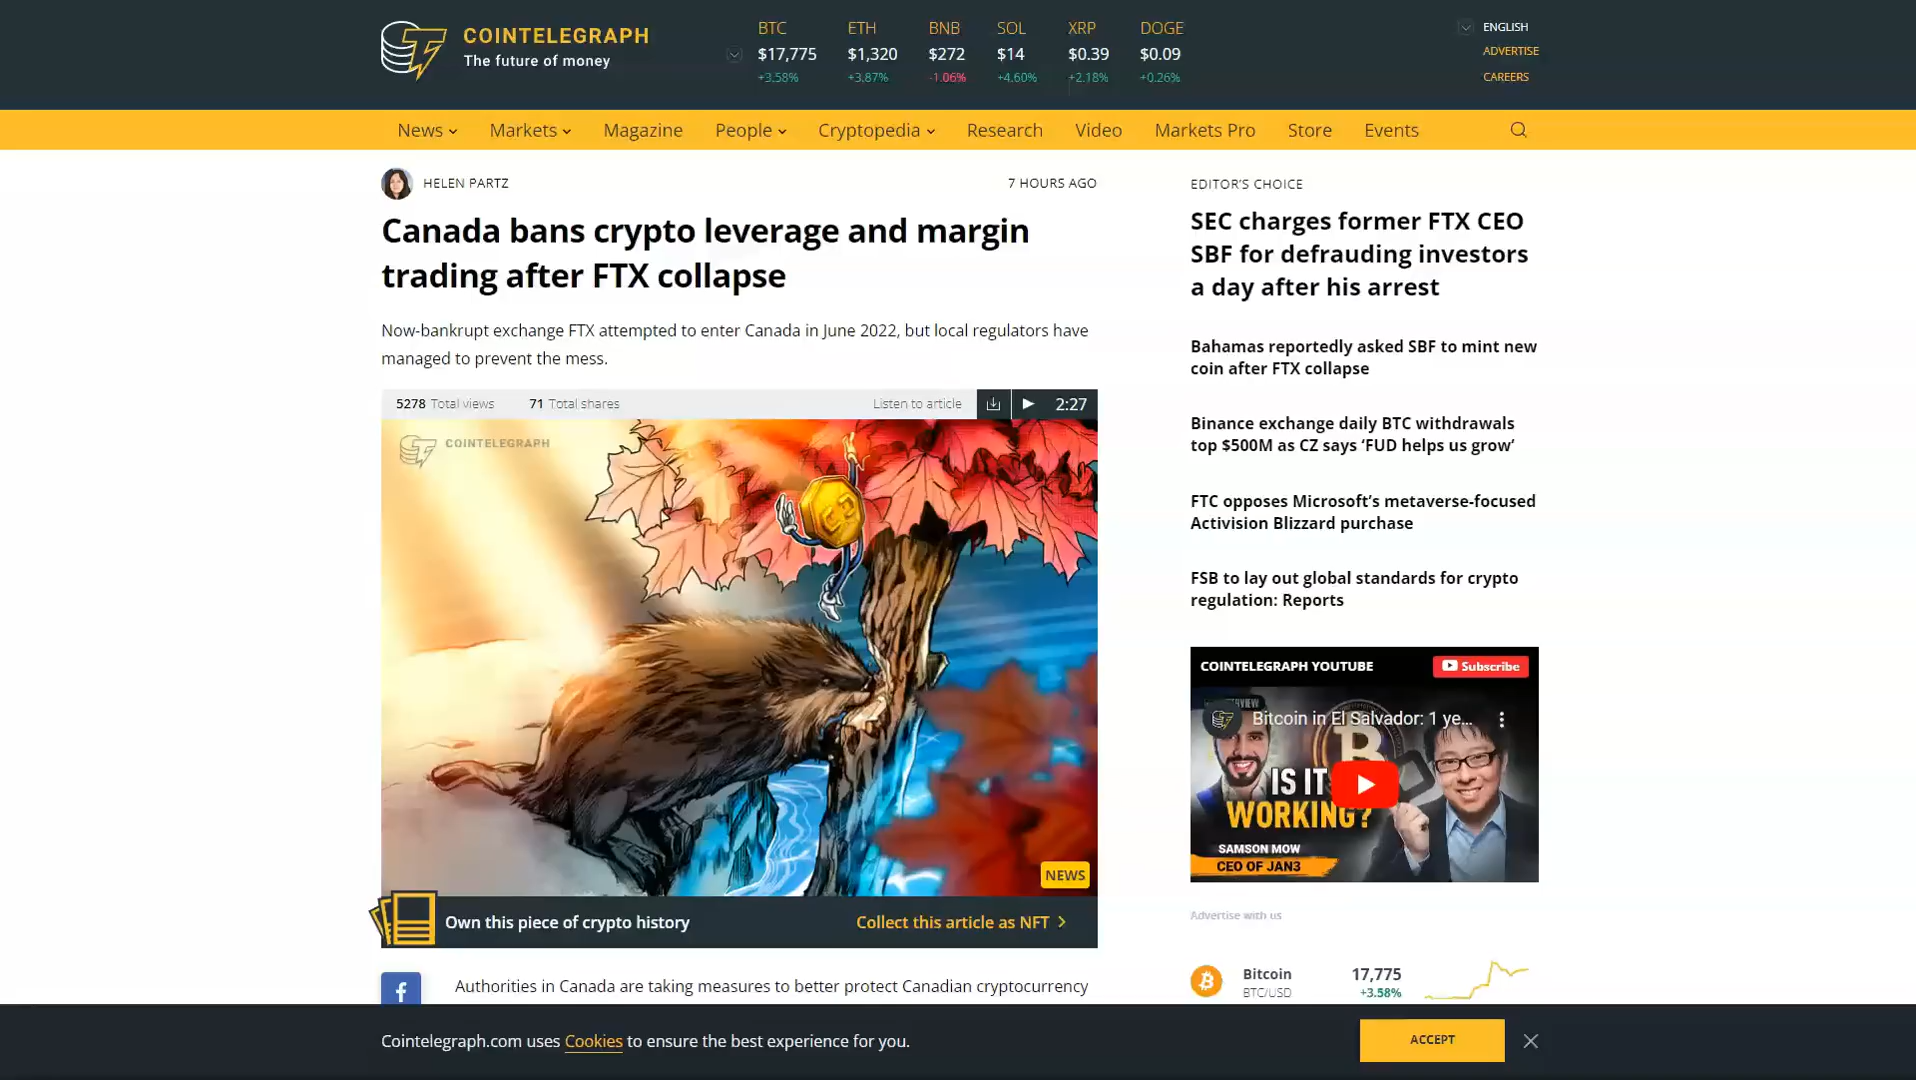 COINTELEGRAPH
The future of money
BTC
$17,775
+3.58%
ETH
$1,320
+3.87%
BNB
$272
-1.06%
SOL
$14
+4.60%
XRP
$0.39
+2.18%
DOGE
$0.09
+0.26%
ENGLISH
ADVERTISE
CAREERS
News
Markets
Magazine
People
Cryptopedia
Research
Video
Markets Pro
Store
Events
HELEN PARTZ
7 HOURS AGO
Canada bans crypto leverage and margin
trading after FTX collapse
Now-bankrupt exchange FTX attempted to enter Canada in June 2022, but local regulators have
managed to prevent the mess.
5278 Total views
71 Total shares
Listen to article
2:27
COINTELEGRAPH
NEWS
Own this piece of crypto history
Collect this article as NFT
Authorities in Canada are taking measures to better protect Canadian cryptocurrency
EDITOR’S CHOICE
SEC charges former FTX CEO
SBF for defrauding investors
a day after his arrest
Bahamas reportedly asked SBF to mint new
coin after FTX collapse
Binance exchange daily BTC withdrawals
top $500M as CZ says ‘FUD helps us grow’
FTC opposes Microsoft’s metaverse-focused
Activision Blizzard purchase
FSB to lay out global standards for crypto
regulation: Reports
COINTELEGRAPH YOUTUBE
Subscribe
Bitcoin in El Salvador: 1 ye...
IS IT
WORKING?
SAMSON MOW
CEO OF JAN3
Advertise with us
Bitcoin
BTC/USD
17,775
+3.58%
Cointelegraph.com uses Cookies to ensure the best experience for you.
ACCEPT